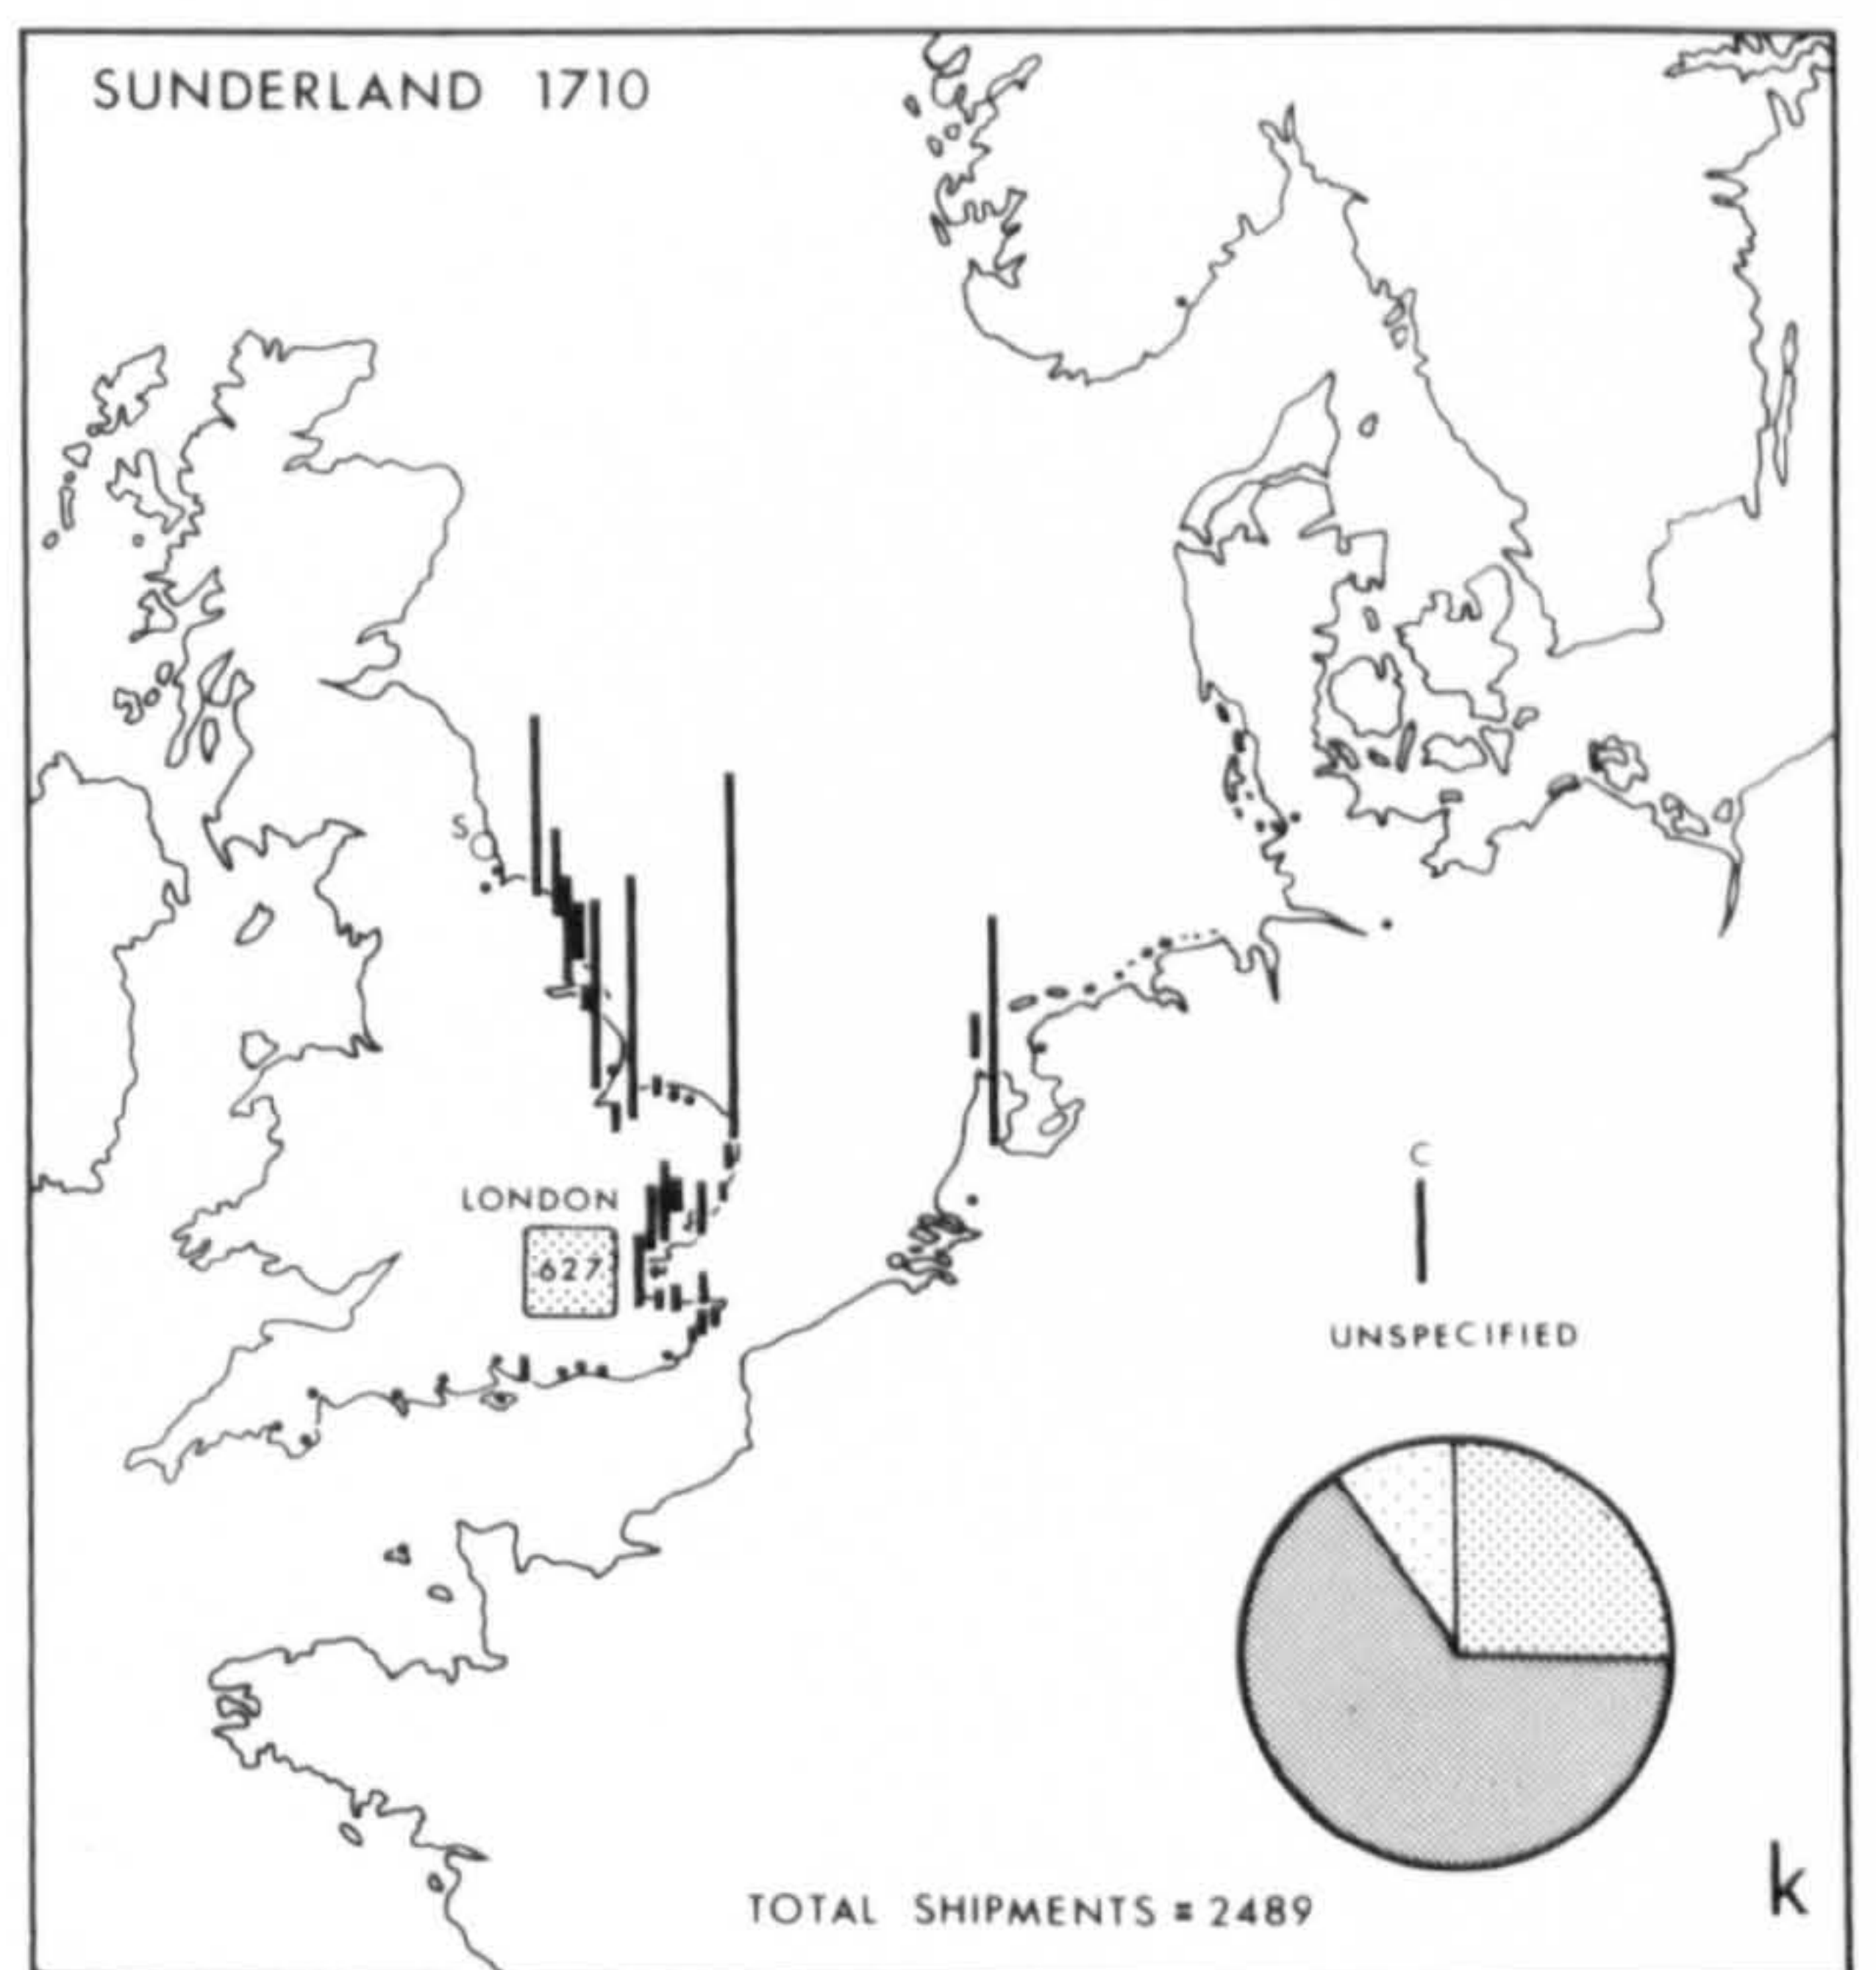 SUNDERLAND 1710
S
LONDON
627
C
UNSPECIFIED
TOTAL SHIPMENTS = 2489
k